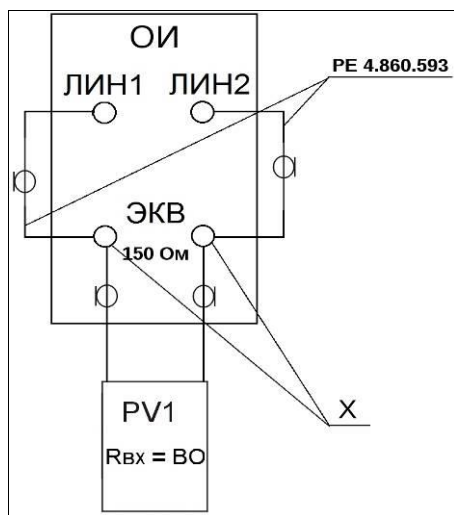 ОИ
ЛИН1 ЛИН2
РЕ 4.860.593
ЭКВ
150 Ом
X
PV1
Rвх = ВО